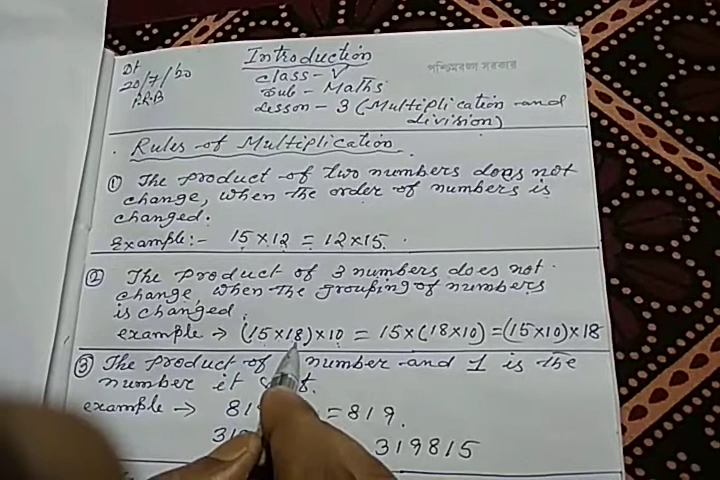 Dt
20/7/20
P.R.B
Introduction
class - V
Sub - Maths
Lesson - 3 (Multiplication and
division)
পশ্চিমবঙ্গ সরকার
Rules of Multiplication
① The product of two numbers does not
change, when the order of numbers is
changed.
Example:- 15×12 = 12×15.
② The product of 3 numbers does not
change, when the grouping of numbers
is changed.
example → (15×18)×10 = 15×(18×10) = (15×10)×18
③ The product of number and 1 is the
number it
example → 819 = 819.
319815